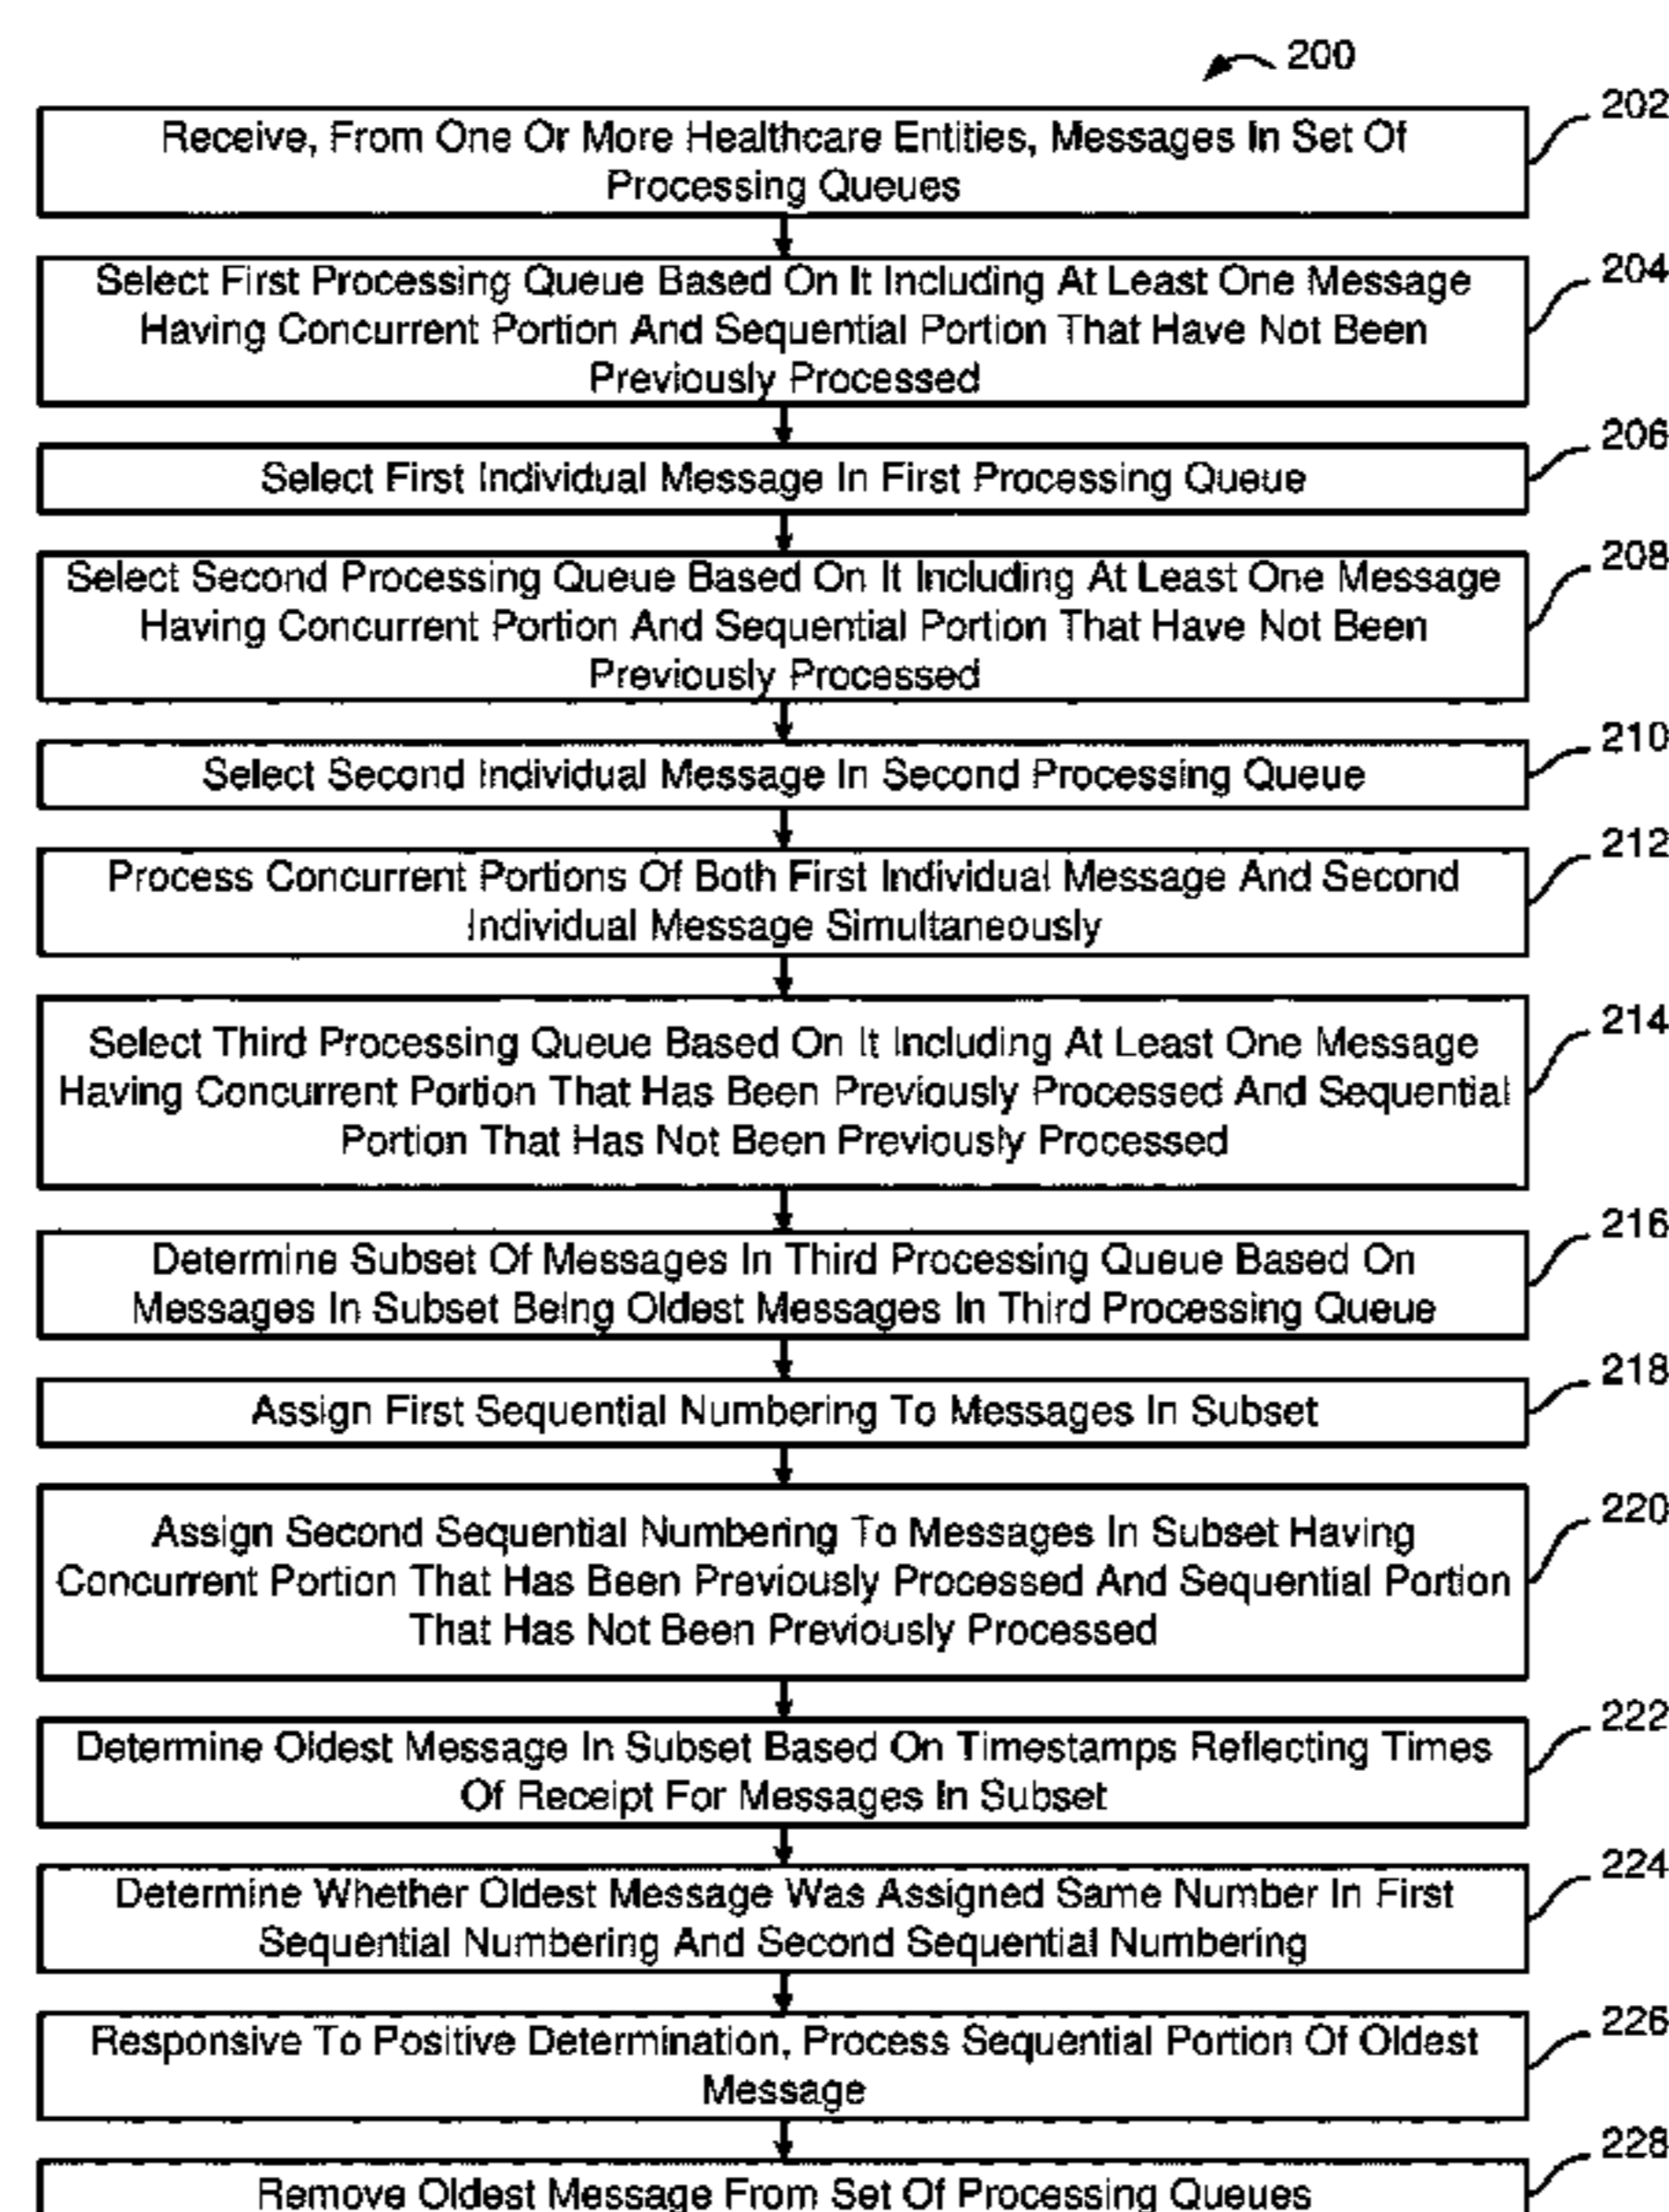 200
202
Receive, From One Or More Healthcare Entities, Messages In Set Of
Processing Queues
204
Select First Processing Queue Based On It Including At Least One Message
Having Concurrent Portion And Sequential Portion That Have Not Been
Previously Processed
206
Select First Individual Message In First Processing Queue
208
Select Second Processing Queue Based On It Including At Least One Message
Having Concurrent Portion And Sequential Portion That Have Not Been
Previously Processed
210
Select Second Individual Message In Second Processing Queue
212
Process Concurrent Portions Of Both First Individual Message And Second
Individual Message Simultaneously
214
Select Third Processing Queue Based On It Including At Least One Message
Having Concurrent Portion That Has Been Previously Processed And Sequential
Portion That Has Not Been Previously Processed
216
Determine Subset Of Messages In Third Processing Queue Based On
Messages In Subset Being Oldest Messages In Third Processing Queue
218
Assign First Sequential Numbering To Messages In Subset
220
Assign Second Sequential Numbering To Messages In Subset Having
Concurrent Portion That Has Been Previously Processed And Sequential Portion
That Has Not Been Previously Processed
222
Determine Oldest Message In Subset Based On Timestamps Reflecting Times
Of Receipt For Messages In Subset
224
Determine Whether Oldest Message Was Assigned Same Number In First
Sequential Numbering And Second Sequential Numbering
226
Responsive To Positive Determination, Process Sequential Portion Of Oldest
Message
228
Remove Oldest Message From Set Of Processing Queues